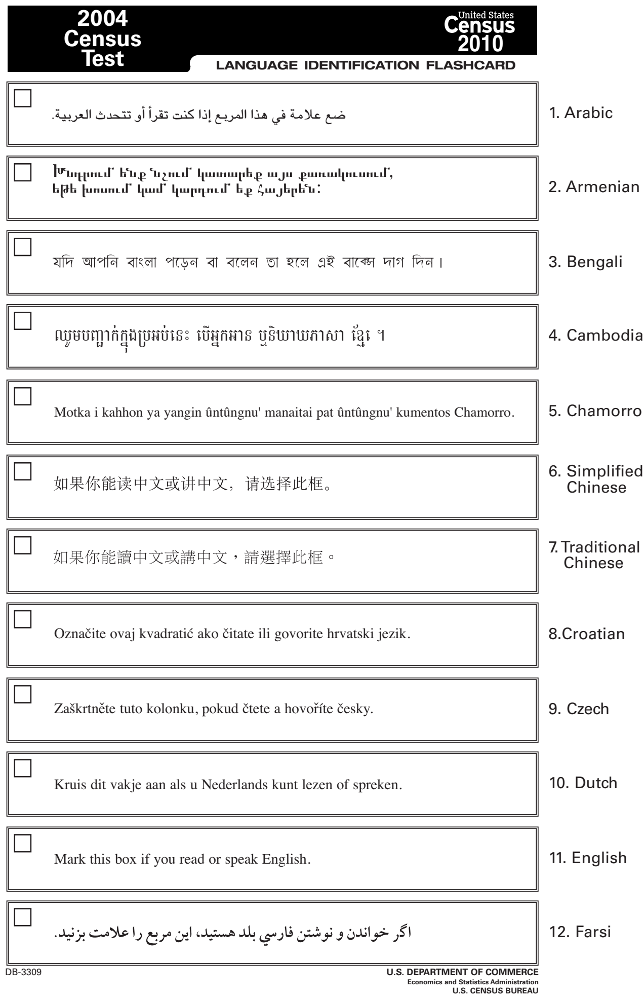 2004
Census
Test
United States
Census
2010
LANGUAGE IDENTIFICATION FLASHCARD
ضع علامة في هذا المربع إذا كنت تقرأ أو تتحدث العربية.
1. Arabic
Խնդրում ենք նշում կատարեք այս քառակուսում,
եթե խոսում կամ կարդում եք Հայերեն:
2. Armenian
যদি আপনি বাংলা পড়েন বা বলেন তা হলে এই বাক্সে দাগ দিন।
3. Bengali
ឈូមបញ្ជាក់ក្នុងប្រអប់នេះ បើអ្នកអាន ឬនិយាយភាសា ខ្មែរ ។
4. Cambodia
Motka i kahhon ya yangin ûntûngnu' manaitai pat ûntûngnu' kumentos Chamorro.
5. Chamorro
如果你能读中文或讲中文，请选择此框。
6. Simplified
Chinese
如果你能讀中文或講中文，請選擇此框。
7. Traditional
Chinese
Označite ovaj kvadratić ako čitate ili govorite hrvatski jezik.
8.Croatian
Zaškrtněte tuto kolonku, pokud čtete a hovoříte česky.
9. Czech
Kruis dit vakje aan als u Nederlands kunt lezen of spreken.
10. Dutch
Mark this box if you read or speak English.
11. English
اگر خواندن و نوشتن فارسي بلد هستيد، اين مربع را علامت بزنيد.
12. Farsi
DB-3309
U.S. DEPARTMENT OF COMMERCE
Economics and Statistics Administration
U.S. CENSUS BUREAU